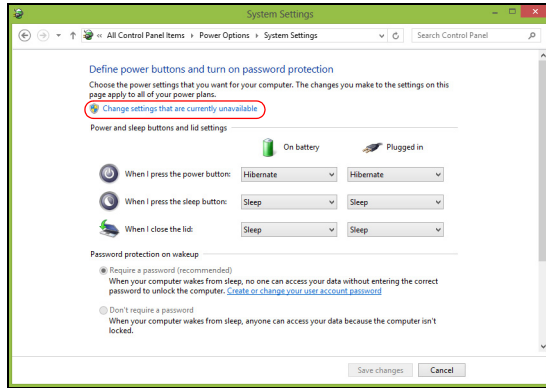 System Settings
« All Control Panel Items › Power Options › System Settings
Search Control Panel
Define power buttons and turn on password protection
Choose the power settings that you want for your computer. The changes you make to the settings on this
page apply to all of your power plans.
Change settings that are currently unavailable
Power and sleep buttons and lid settings
On battery Plugged in
When I press the power button: Hibernate Hibernate
When I press the sleep button: Sleep Sleep
When I close the lid: Sleep Sleep
Password protection on wakeup
Require a password (recommended)
When your computer wakes from sleep, no one can access your data without entering the correct
password to unlock the computer. Create or change your user account password
Don't require a password
When your computer wakes from sleep, anyone can access your data because the computer isn't
locked.
Save changes Cancel